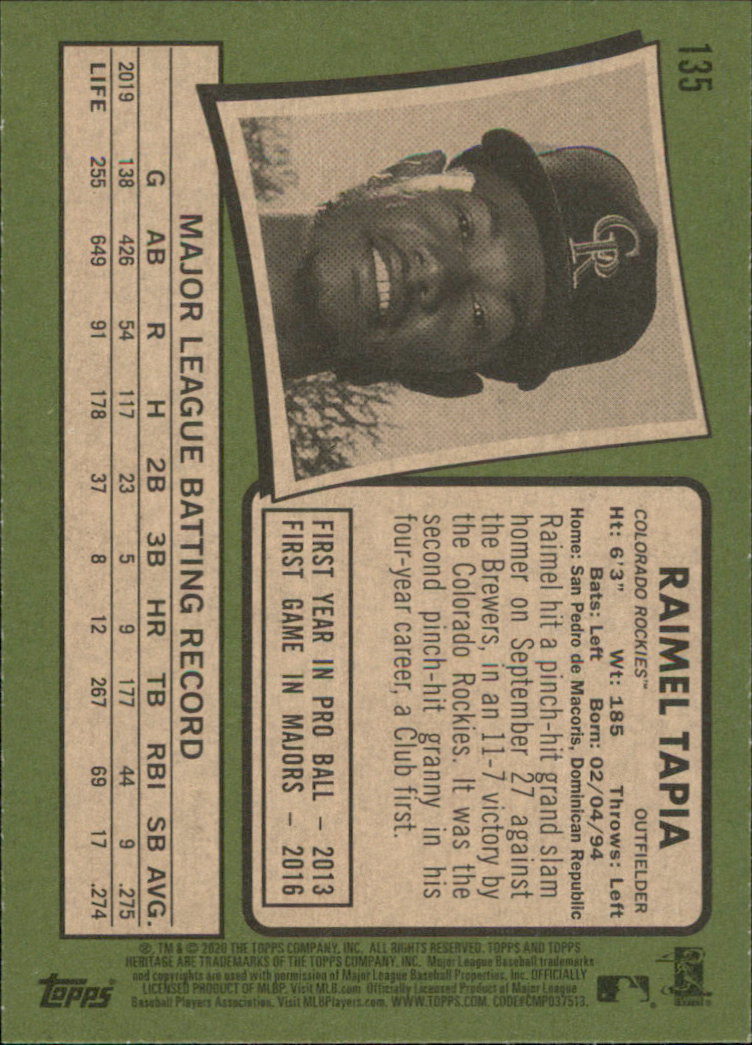 135
CR
RAIMEL TAPIA
COLORADO ROCKIES™ OUTFIELDER
Ht: 6'3" Wt: 185 Throws: Left
Bats: Left Born: 02/04/94
Home: San Pedro de Macoris, Dominican Republic
Raimel hit a pinch-hit grand slam
homer on September 27 against
the Brewers, in an 11-7 victory by
the Colorado Rockies. It was the
second pinch-hit granny in his
four-year career, a Club first.
FIRST YEAR IN PRO BALL – 2013
FIRST GAME IN MAJORS – 2016
MAJOR LEAGUE BATTING RECORD
G AB R H 2B 3B HR TB RBI SB AVG.
2019 138 426 54 117 23 5 9 177 44 9 .275
LIFE 255 649 91 178 37 8 12 267 69 17 .274
®, TM & © 2020 THE TOPPS COMPANY, INC. ALL RIGHTS RESERVED. TOPPS AND TOPPS
HERITAGE ARE TRADEMARKS OF THE TOPPS COMPANY, INC. Major League Baseball trademarks
and copyrights are used with permission of Major League Baseball Properties, Inc. OFFICIALLY
LICENSED PRODUCT OF MLBP. Visit MLB.com Officially Licensed Product of Major League
Baseball Players Association. Visit MLBPlayers.com. WWW.TOPPS.COM. CODE#CMP037513.
Topps®